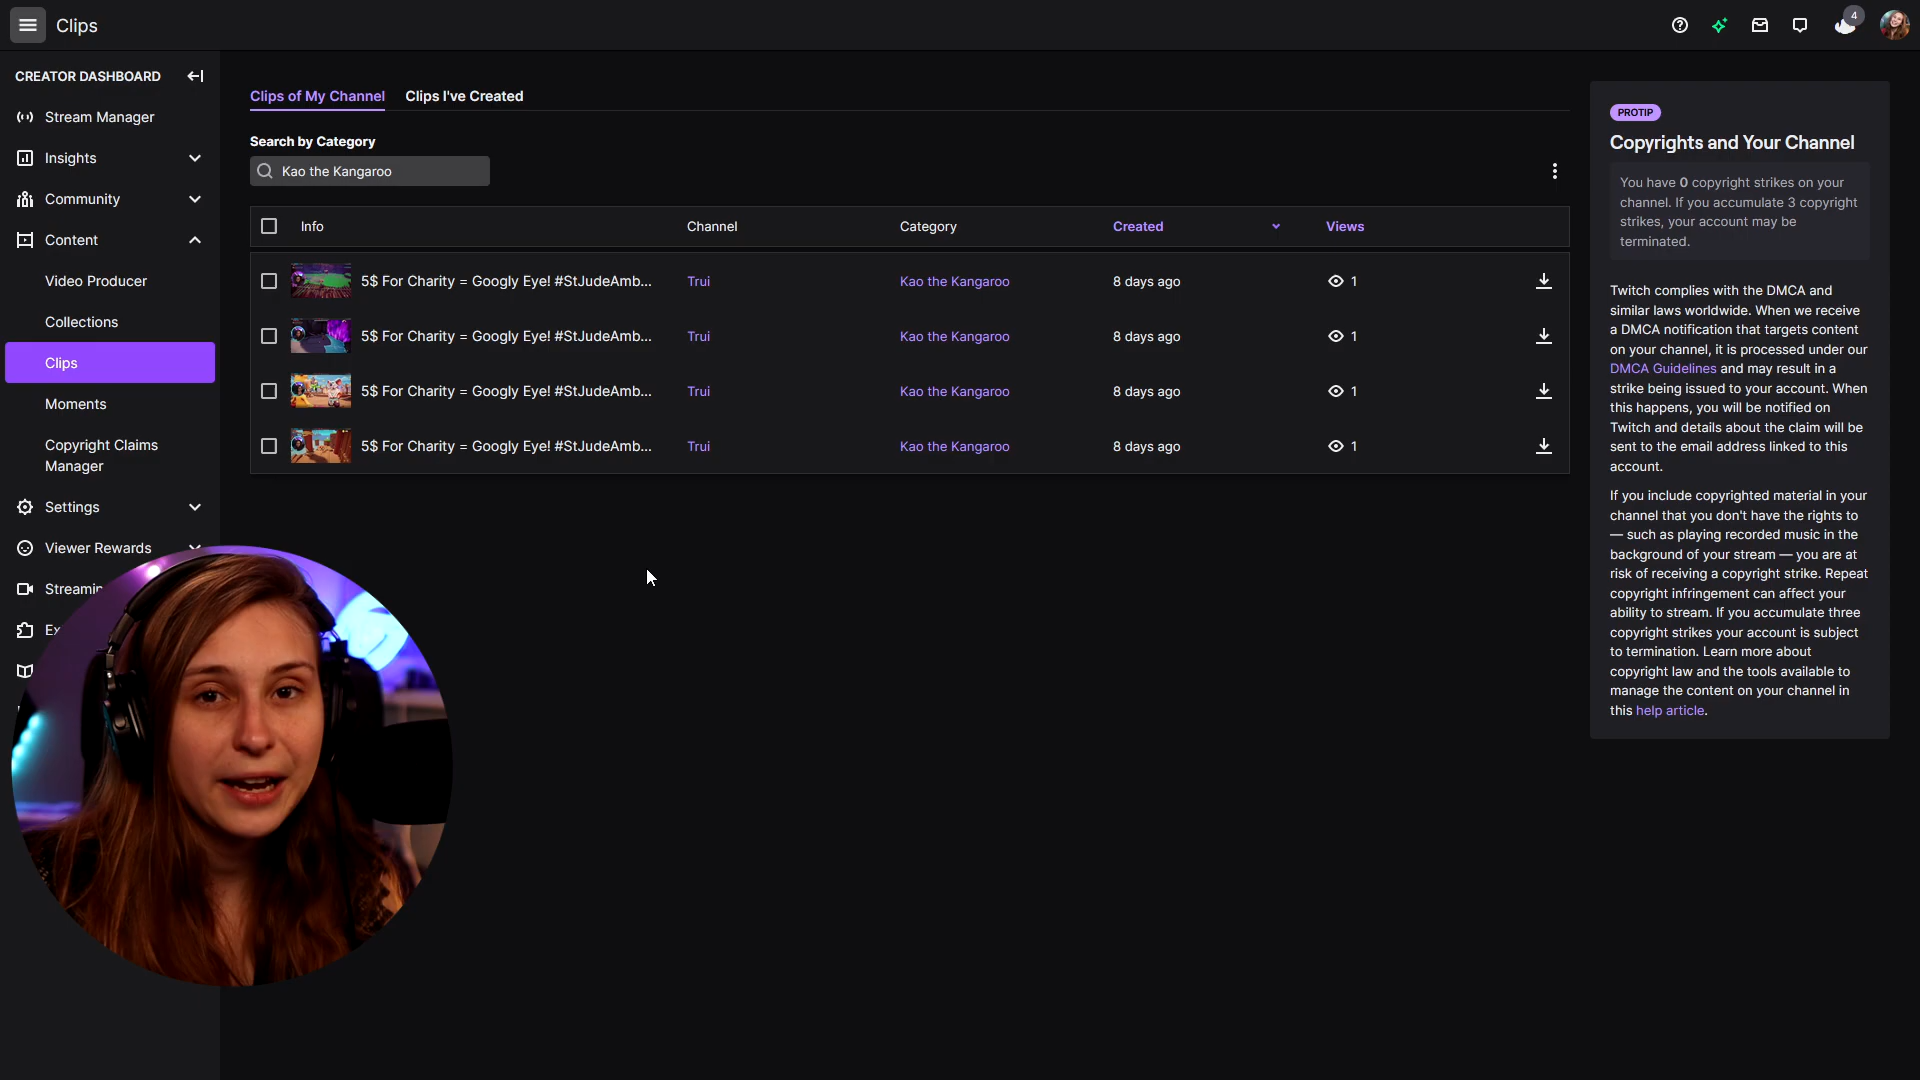 Clips
4
CREATOR DASHBOARD
Stream Manager
Insights
Community
Content
Video Producer
Collections
Clips
Moments
Copyright Claims
Manager
Settings
Viewer Rewards
Clips of My Channel
Clips I've Created
Search by Category
Kao the Kangaroo
Info
Channel
Category
Created
Views
5$ For Charity = Googly Eye! #StJudeAmb...
Trui
Kao the Kangaroo
8 days ago
1
5$ For Charity = Googly Eye! #StJudeAmb...
Trui
Kao the Kangaroo
8 days ago
1
5$ For Charity = Googly Eye! #StJudeAmb...
Trui
Kao the Kangaroo
8 days ago
1
5$ For Charity = Googly Eye! #StJudeAmb...
Trui
Kao the Kangaroo
8 days ago
1
PROTIP
Copyrights and Your Channel
You have 0 copyright strikes on your
channel. If you accumulate 3 copyright
strikes, your account may be
terminated.
Twitch complies with the DMCA and
similar laws worldwide. When we receive
a DMCA notification that targets content
on your channel, it is processed under our
DMCA Guidelines and may result in a
strike being issued to your account. When
this happens, you will be notified on
Twitch and details about the claim will be
sent to the email address linked to this
account.
If you include copyrighted material in your
channel that you don't have the rights to
— such as playing recorded music in the
background of your stream — you are at
risk of receiving a copyright strike. Repeat
copyright infringement can affect your
ability to stream. If you accumulate three
copyright strikes your account is subject
to termination. Learn more about
copyright law and the tools available to
manage the content on your channel in
this help article.